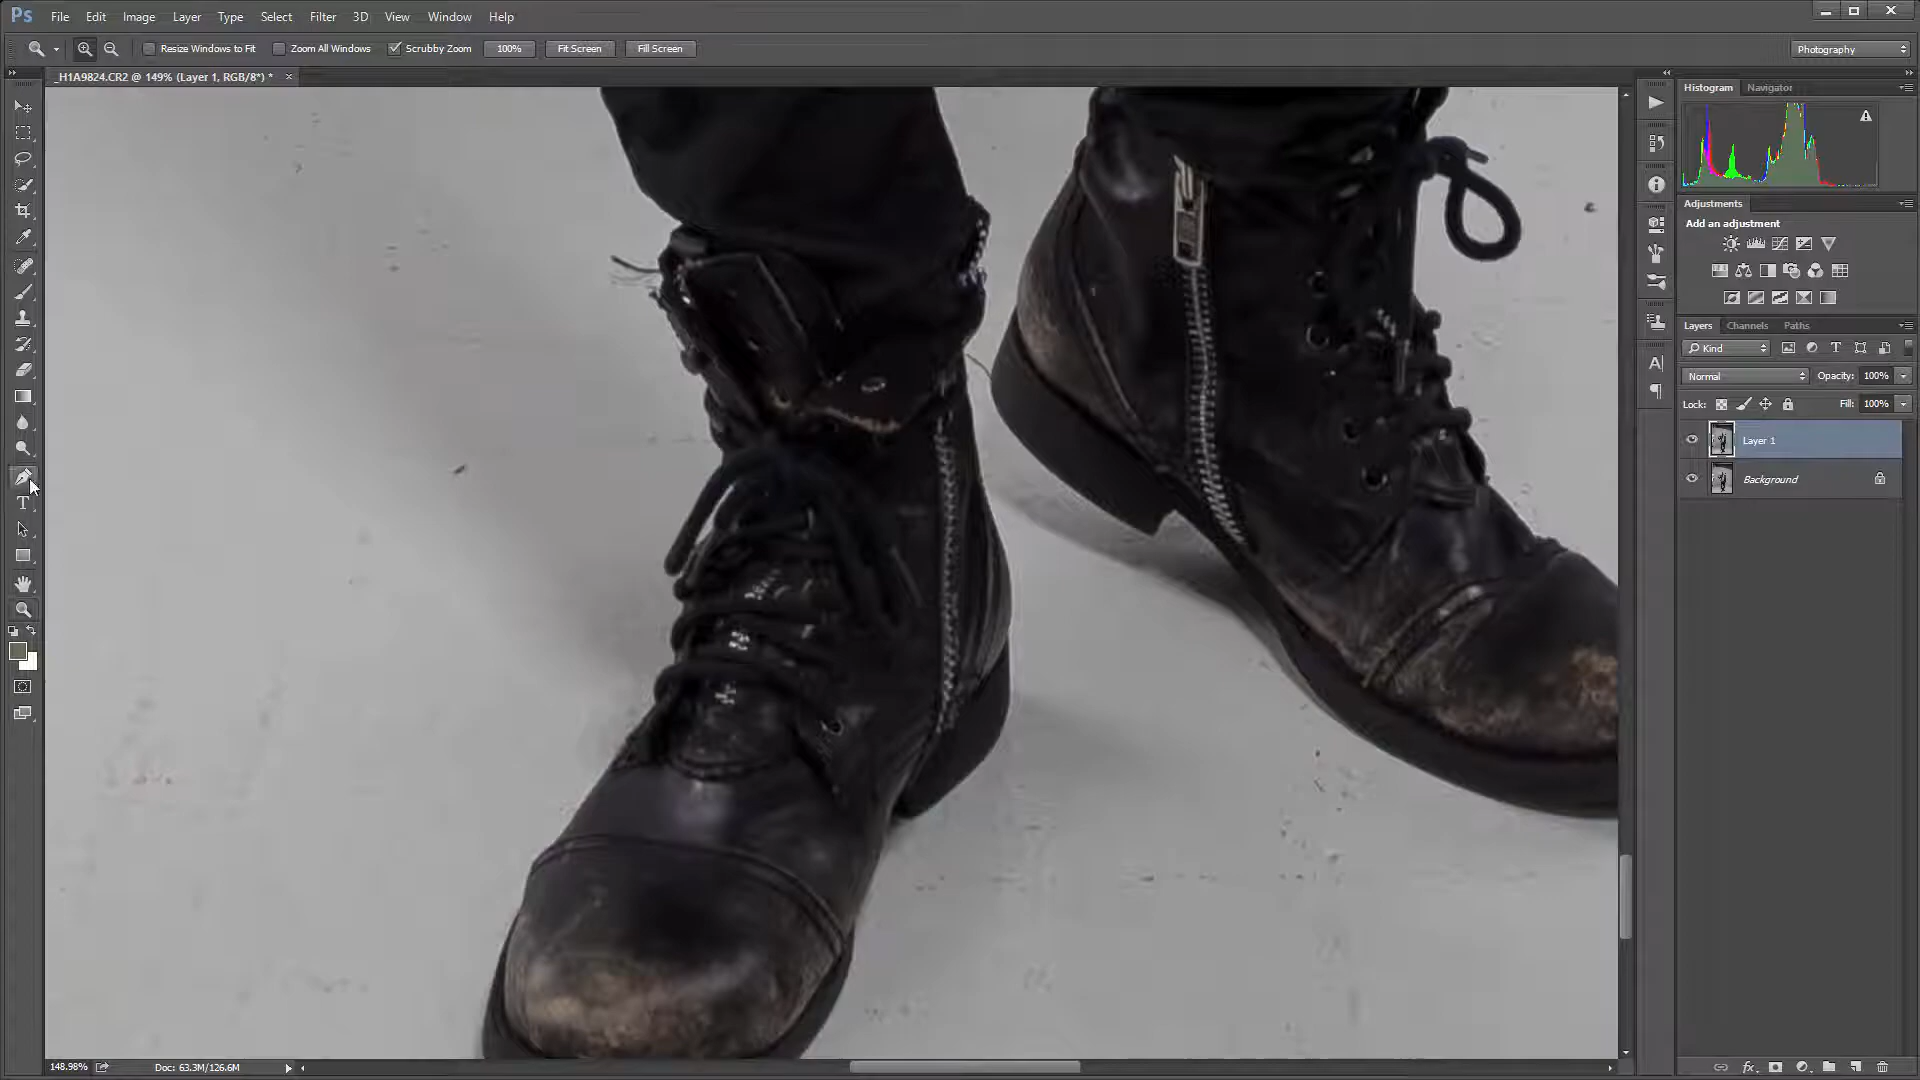 Ps File Edit Image Layer Type Select Filter 3D View Window Help
Resize Windows to Fit Zoom All Windows Scrubby Zoom 100% Fit Screen Fill Screen Photography
_H1A9824.CR2 @ 149% (Layer 1, RGB/8*) * ×
Histogram Navigator
Adjustments
Add an adjustment
Layers Channels Paths
Kind
Normal Opacity: 100%
Lock: Fill: 100%
Layer 1
Background
148.98% Doc: 63.3M/126.6M